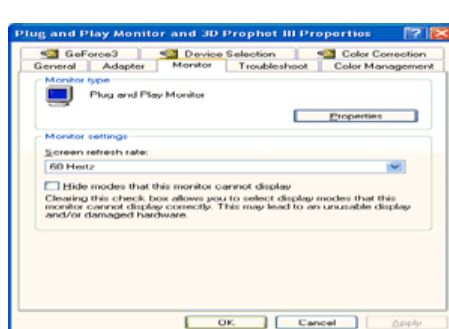 Plug and Play Monitor and 3D Prophet III Properties
GeForce3 Device Selection Color Correction
General Adapter Monitor Troubleshoot Color Management
Monitor type
Plug and Play Monitor
Properties
Monitor settings
Screen refresh rate:
60 Hertz
Hide modes that this monitor cannot display
Clearing this check box allows you to select display modes that this
monitor cannot display correctly. This may lead to an unusable display
and/or damaged hardware.
OK Cancel Apply